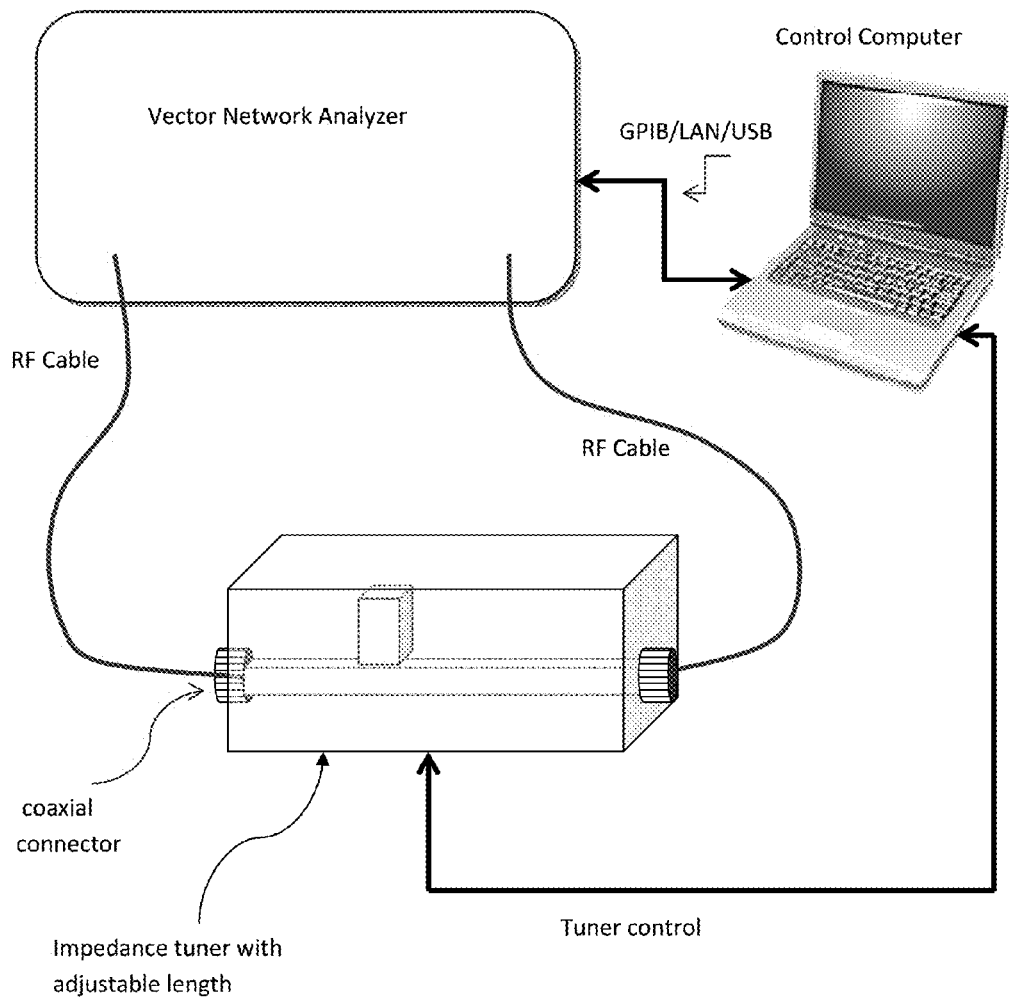 Control Computer
Vector Network Analyzer
GPIB/LAN/USB
RF Cable
RF Cable
coaxial
connector
Tuner control
Impedance tuner with
adjustable length